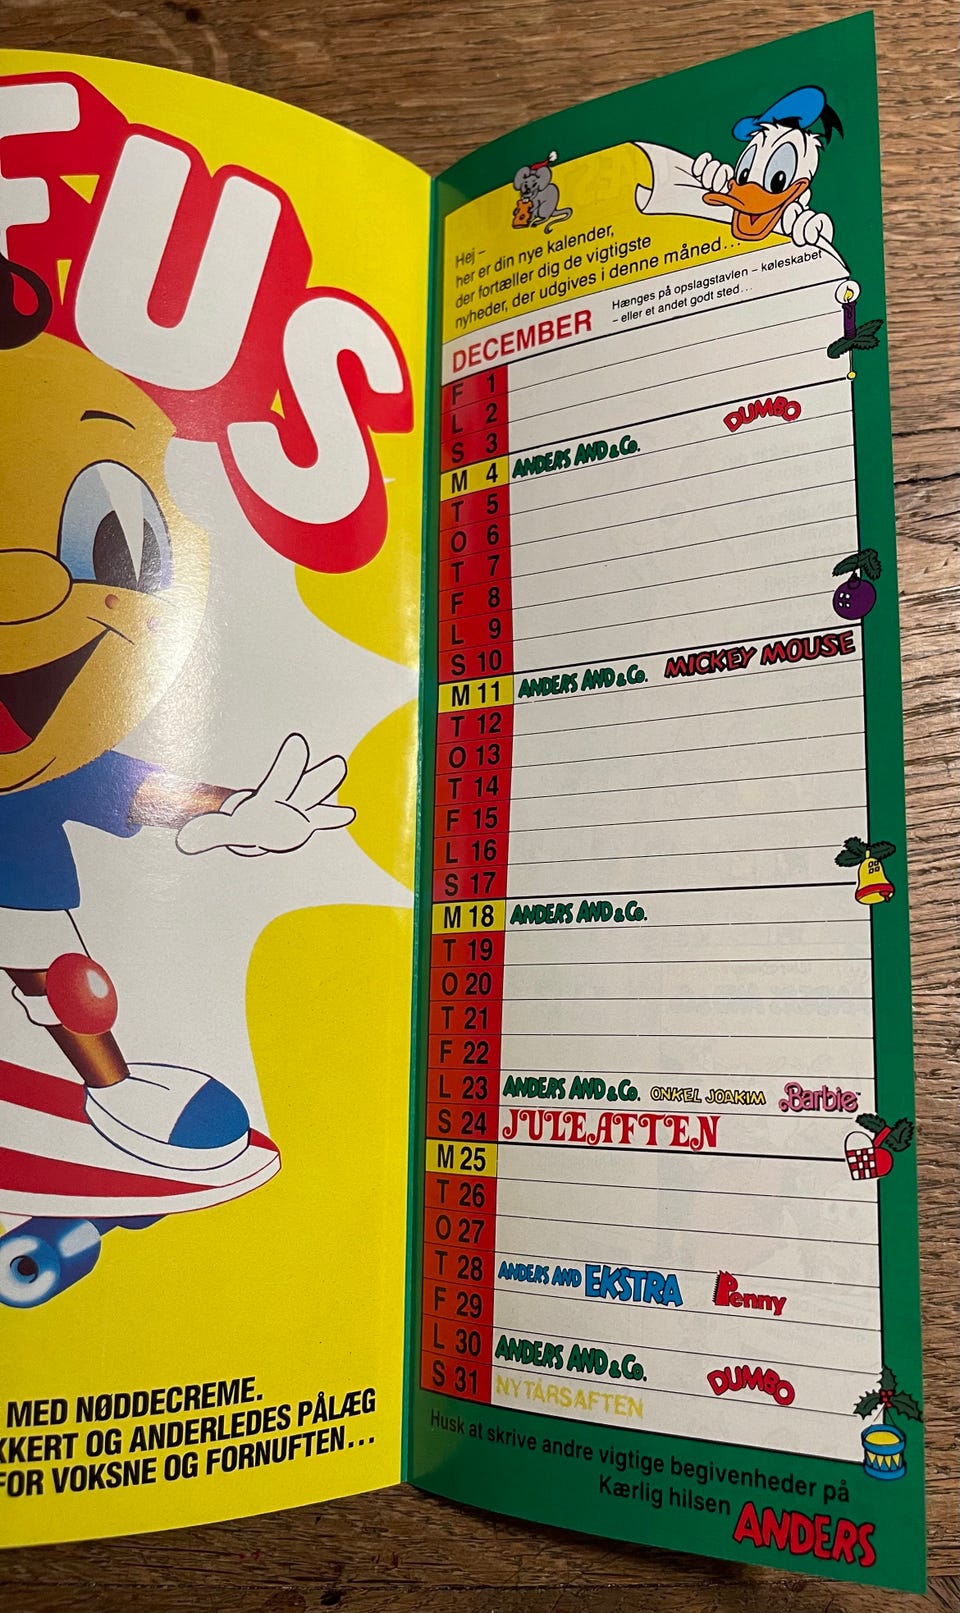 US
MED NØDDECREME.
OG ANDERLEDES PÅLÆG
FOR VOKSNE OG FORNUFTEN...
Hej –
her er din nye kalender,
der fortæller dig de vigtigste
nyheder, der udgives i denne måned...
Hænges på opslagstavlen – køleskabet
– eller et andet godt sted...
DECEMBER
F 1
L 2
S 3 DUMBO
M 4 ANDERS AND & Co.
T 5
O 6
T 7
F 8
L 9
S 10
M 11 ANDERS AND & Co. MICKEY MOUSE
T 12
O 13
T 14
F 15
L 16
S 17
M 18 ANDERS AND & Co.
T 19
O 20
T 21
F 22
L 23 ANDERS AND & Co. ONKEL JOAKIM Barbie
S 24 JULEAFTEN
M 25
T 26
O 27
T 28 ANDERS AND EKSTRA Penny
F 29
L 30 ANDERS AND & Co. DUMBO
S 31 NYTÅRSAFTEN
Husk at skrive andre vigtige begivenheder på
Kærlig hilsen ANDERS